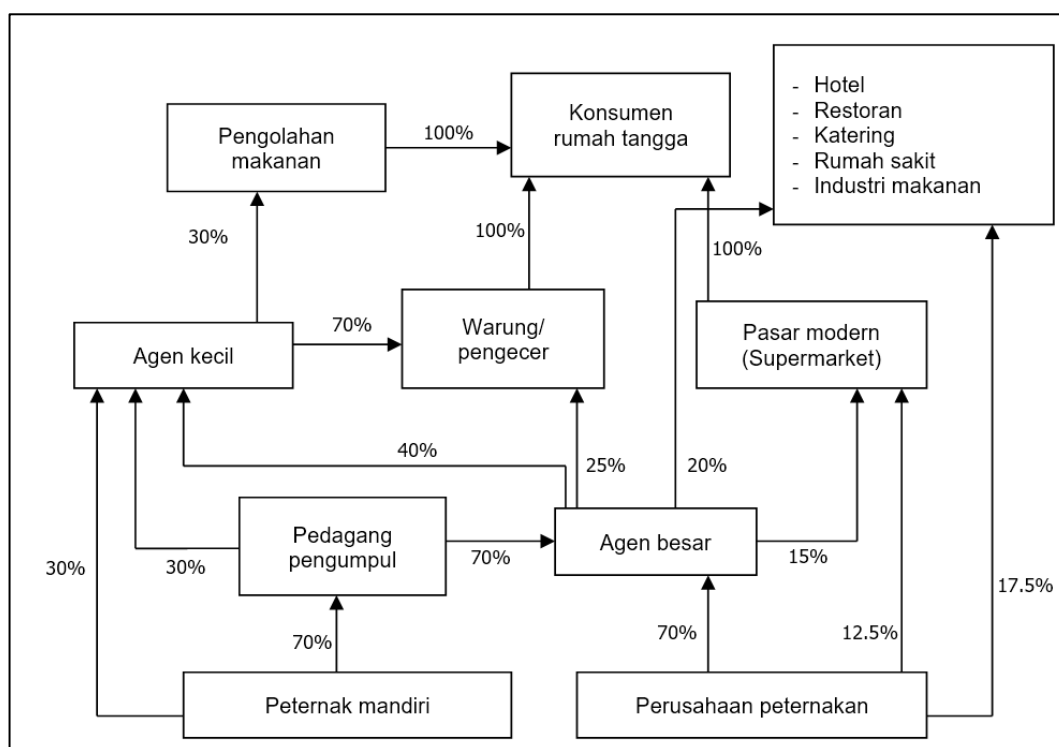 - Hotel
- Restoran
- Katering
- Rumah sakit
- Industri makanan
Konsumen
rumah tangga
Pengolahan
makanan
100%
30%
100%
100%
Agen kecil
70%
Warung/
pengecer
Pasar modern
(Supermarket)
40%
25%
20%
Pedagang
pengumpul
70%
Agen besar
15%
30%
30%
17.5%
70%
70%
12.5%
Peternak mandiri
Perusahaan peternakan